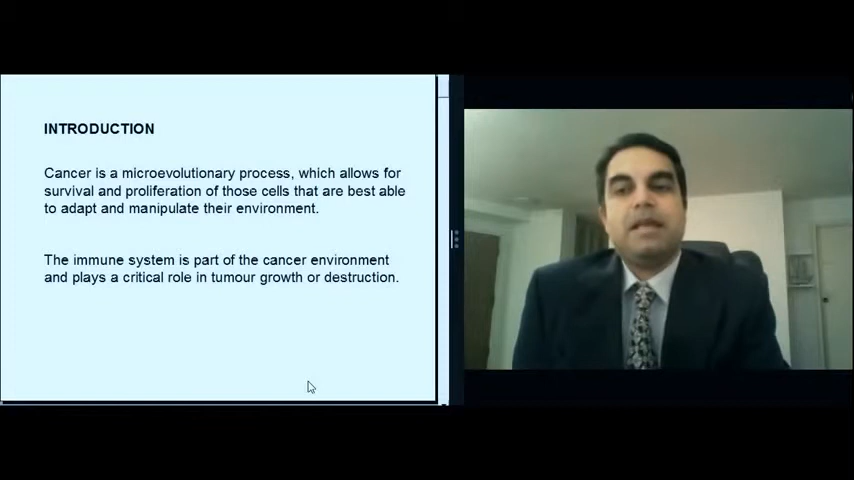 INTRODUCTION
Cancer is a microevolutionary process, which allows for
survival and proliferation of those cells that are best able
to adapt and manipulate their environment.
The immune system is part of the cancer environment
and plays a critical role in tumour growth or destruction.